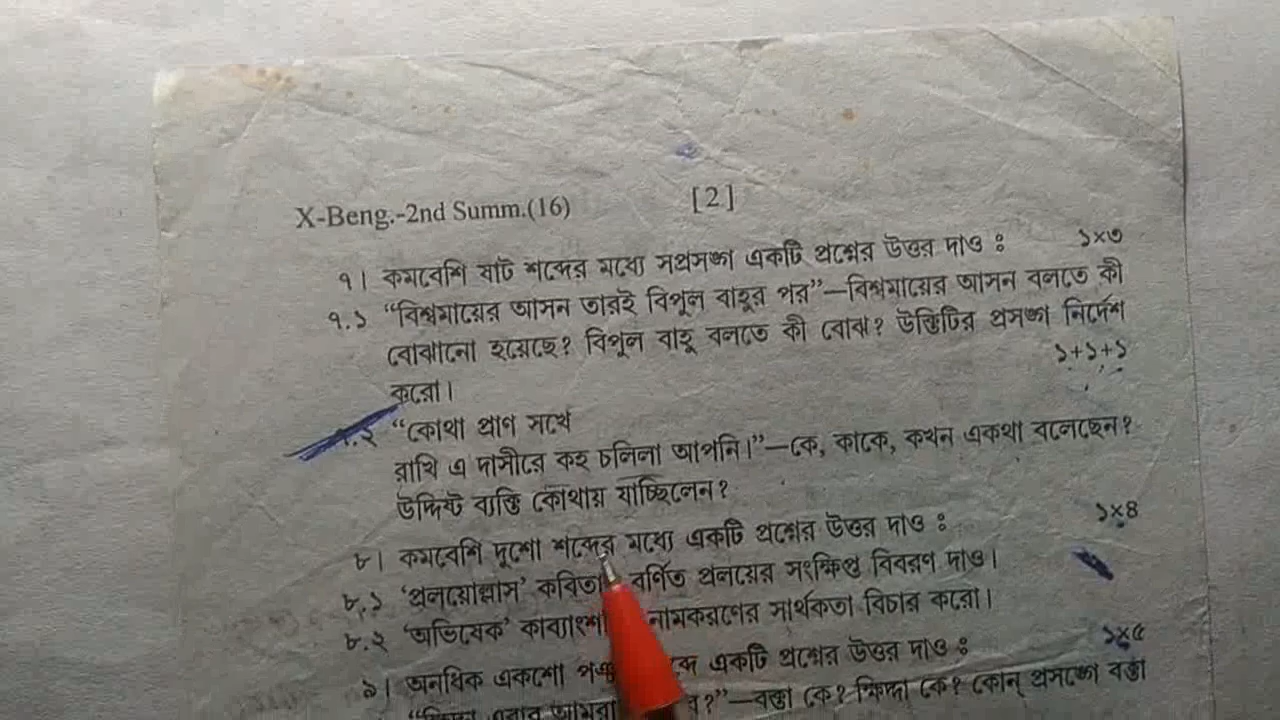 X-Beng.-2nd Summ.(16) [2]
৭। কমবেশি ষাট শব্দের মধ্যে সপ্রসঙ্গ একটি প্রশ্নের উত্তর দাও : ১×৩
৭.১ “বিশ্বমায়ের আসন তারই বিপুল বাহুর পর”—বিশ্বমায়ের আসন বলতে কী
বোঝানো হয়েছে? বিপুল বাহু বলতে কী বোঝ? উক্তিটির প্রসঙ্গ নির্দেশ
করো। ১+১+১
৭.২ “কোথা প্রাণ সখে
রাখি এ দাসীরে কহ চলিলা আপনি।”—কে, কাকে, কখন একথা বলেছেন?
উদ্দিষ্ট ব্যক্তি কোথায় যাচ্ছিলেন?
৮। কমবেশি দুশো শব্দের মধ্যে একটি প্রশ্নের উত্তর দাও : ১×৪
৮.১ ‘প্রলয়োল্লাস’ কবিতা বর্ণিত প্রলয়ের সংক্ষিপ্ত বিবরণ দাও।
৮.২ ‘অভিষেক’ কাব্যাংশ নামকরণের সার্থকতা বিচার করো।
৯। অনধিক একশো একটি প্রশ্নের উত্তর দাও : ১×৫
এবার আমরা ?”—বক্তা কে? ক্ষিদ্দা কে? কোন্ প্রসঙ্গে বক্তা